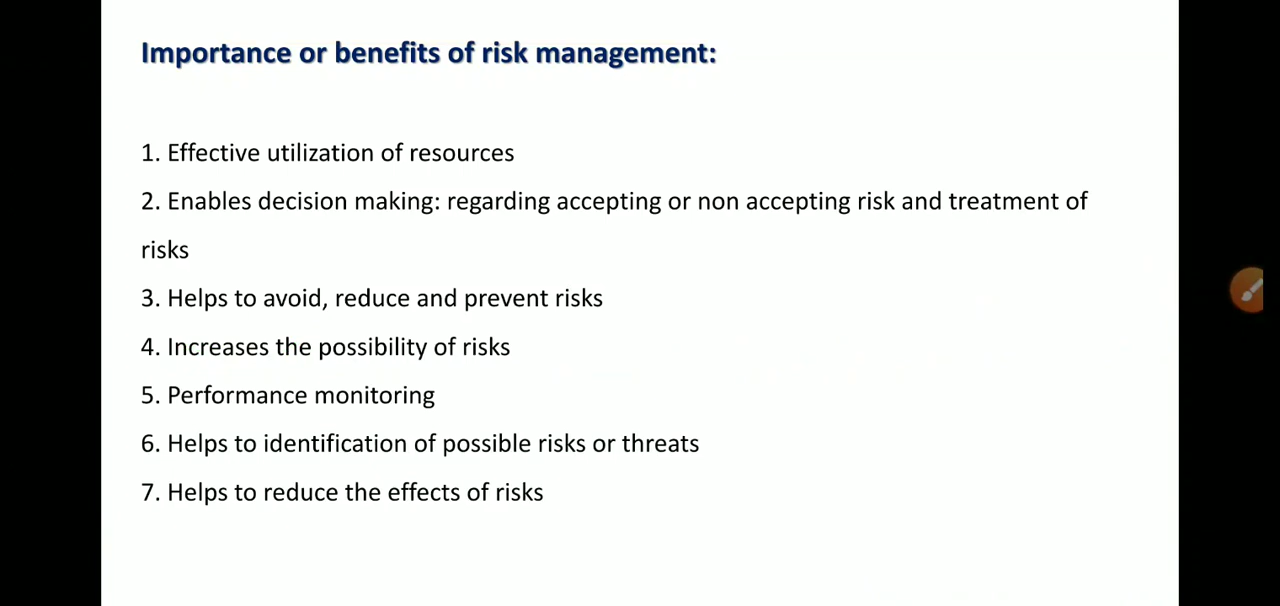 Importance or benefits of risk management:
1. Effective utilization of resources
2. Enables decision making: regarding accepting or non accepting risk and treatment of
risks
3. Helps to avoid, reduce and prevent risks
4. Increases the possibility of risks
5. Performance monitoring
6. Helps to identification of possible risks or threats
7. Helps to reduce the effects of risks